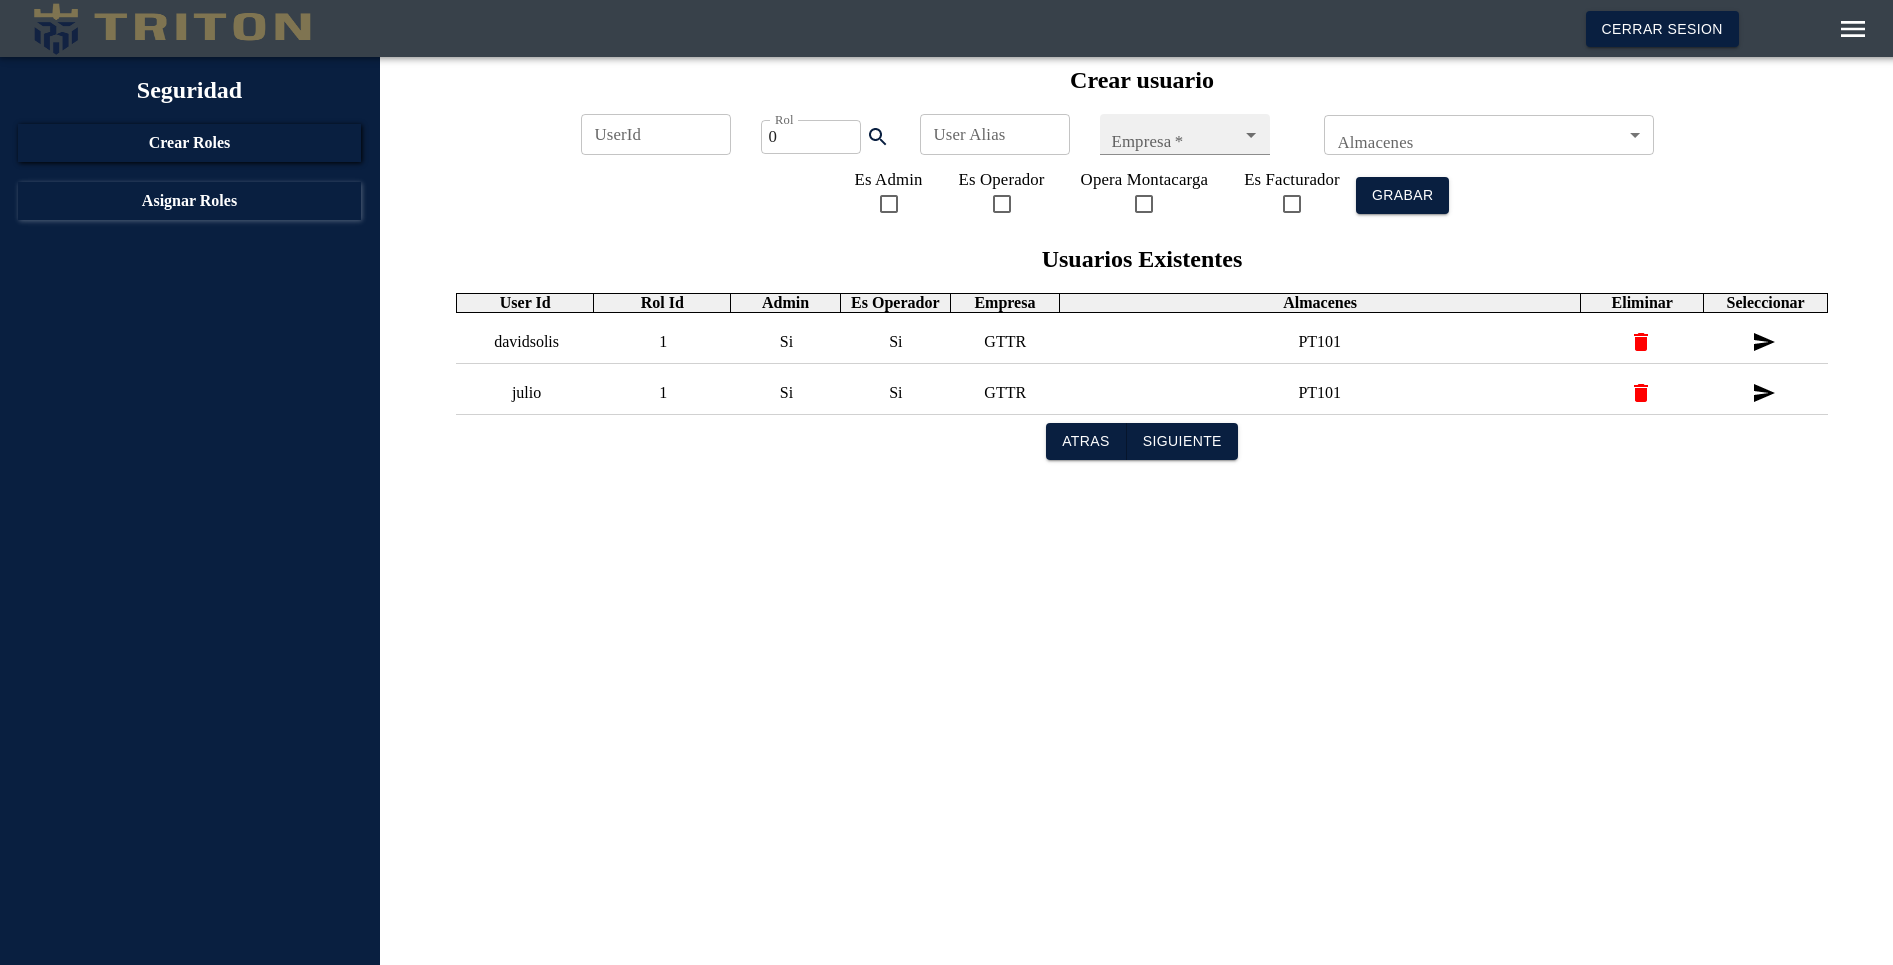 TRITON
CERRAR SESION
Seguridad
Crear Roles
Asignar Roles
Crear usuario
UserId
Rol
0
User Alias
Empresa *
Almacenes
Es Admin Es Operador Opera Montacarga Es Facturador
GRABAR
Usuarios Existentes
User Id Rol Id Admin Es Operador Empresa Almacenes Eliminar Seleccionar
davidsolis 1 Si Si GTTR PT101
julio 1 Si Si GTTR PT101
ATRAS SIGUIENTE